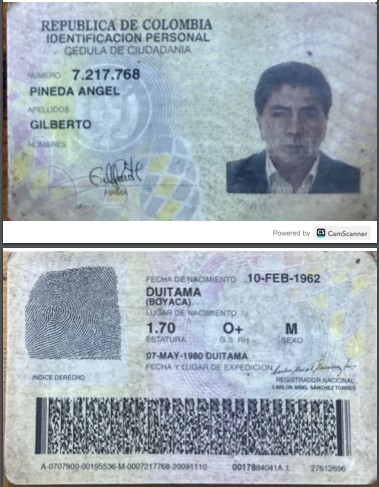 REPUBLICA DE COLOMBIA
IDENTIFICACION PERSONAL
CEDULA DE CIUDADANIA
NUMERO 7.217.768
PINEDA ANGEL
APELLIDOS
GILBERTO
NOMBRES
FIRMA
Powered by CS CamScanner
FECHA DE NACIMIENTO 10-FEB-1962
DUITAMA
(BOYACA)
LUGAR DE NACIMIENTO
1.70 O+ M
ESTATURA G.S. RH SEXO
07-MAY-1980 DUITAMA
FECHA Y LUGAR DE EXPEDICION
INDICE DERECHO
REGISTRADOR NACIONAL
CARLOS ARIEL SÁNCHEZ TORRES
A-0707900-00195536-M-0007217768-20091110 0017884041A 1 27612696